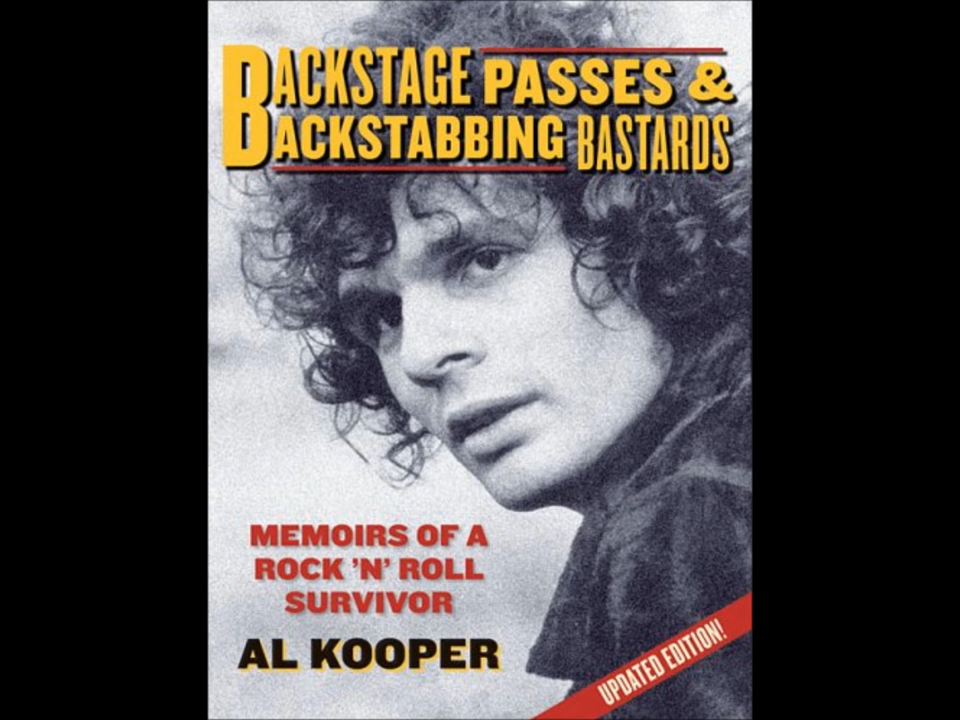 BACKSTAGE PASSES &
BACKSTABBING BASTARDS
MEMOIRS OF A
ROCK 'N' ROLL
SURVIVOR
AL KOOPER
UPDATED EDITION!